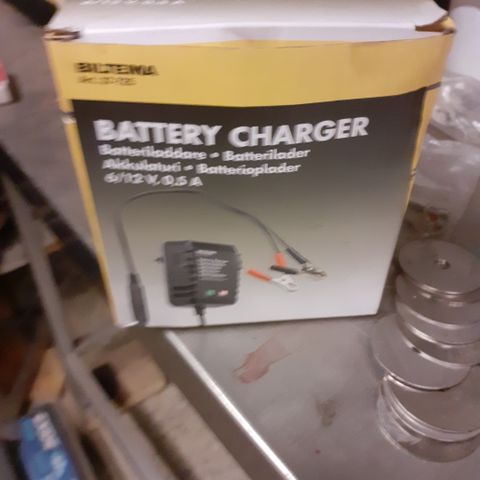 BILTEMA
BATTERY CHARGER
Batteriladdare • Batterilader
Akkulaturi • Batterioplader
6/12 V, 0,5 A